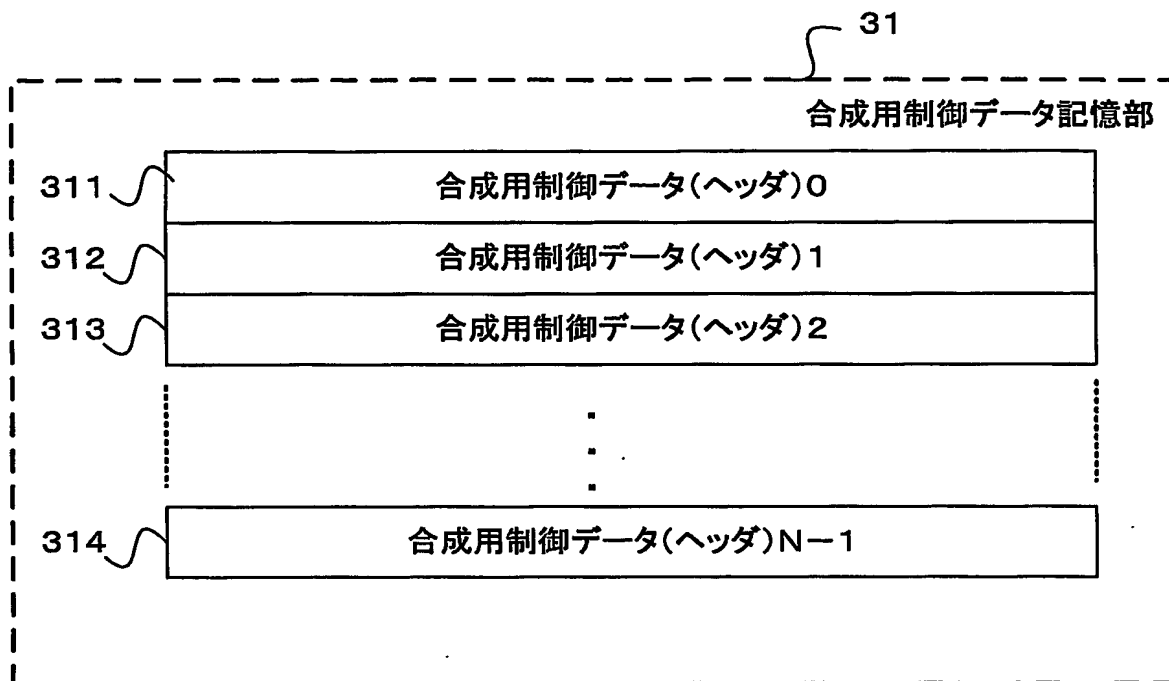 31
合成用制御データ記憶部
311
合成用制御データ(ヘッダ)0
312
合成用制御データ(ヘッダ)1
313
合成用制御データ(ヘッダ)2
314
合成用制御データ(ヘッダ)N−1